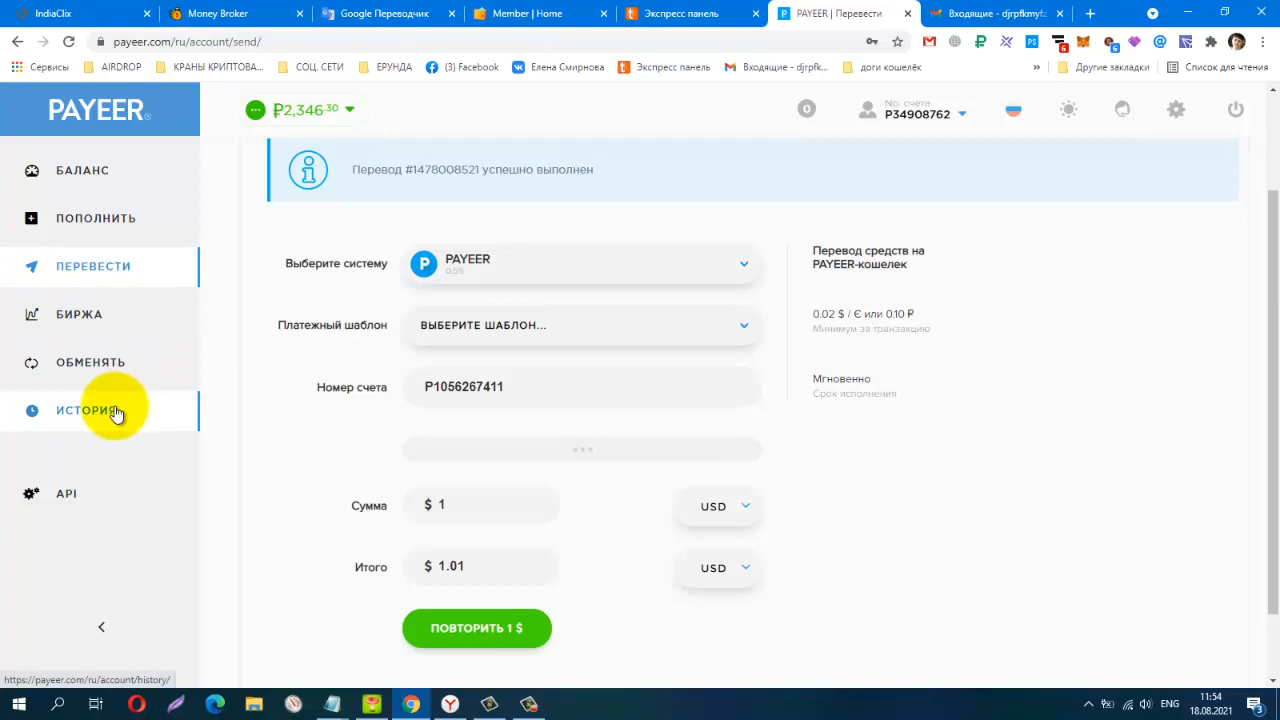 IndiaClix
Money Broker
Google Переводчик
Member | Home
Экспресс панель
PAYEER | Перевести
Входящие - djrpfkmyfz
payeer.com/ru/account/send/
Сервисы
AIRDROP
КРАНЫ КРИПТОВА...
СОЦ. СЕТИ
ЕРУНДА
(3) Facebook
Елена Смирнова
Экспресс панель
Входящие - djrpfk...
доги кошелёк
»
Другие закладки
Список для чтения
PAYEER
₽2,346.30
0
No. счета
P34908762
БАЛАНС
ПОПОЛНИТЬ
ПЕРЕВЕСТИ
БИРЖА
ОБМЕНЯТЬ
ИСТОРИЯ
API
Перевод #1478008521 успешно выполнен
Выберите систему
PAYEER
0.5%
Платежный шаблон
ВЫБЕРИТЕ ШАБЛОН...
Номер счета
P1056267411
Сумма
$ 1
USD
Итого
$ 1.01
USD
ПОВТОРИТЬ 1 $
Перевод средств на
PAYEER-кошелек
0.02 $ / € или 0.10 ₽
Минимум за транзакцию
Мгновенно
Срок исполнения
https://payeer.com/ru/account/history/
ENG
11:54
18.08.2021